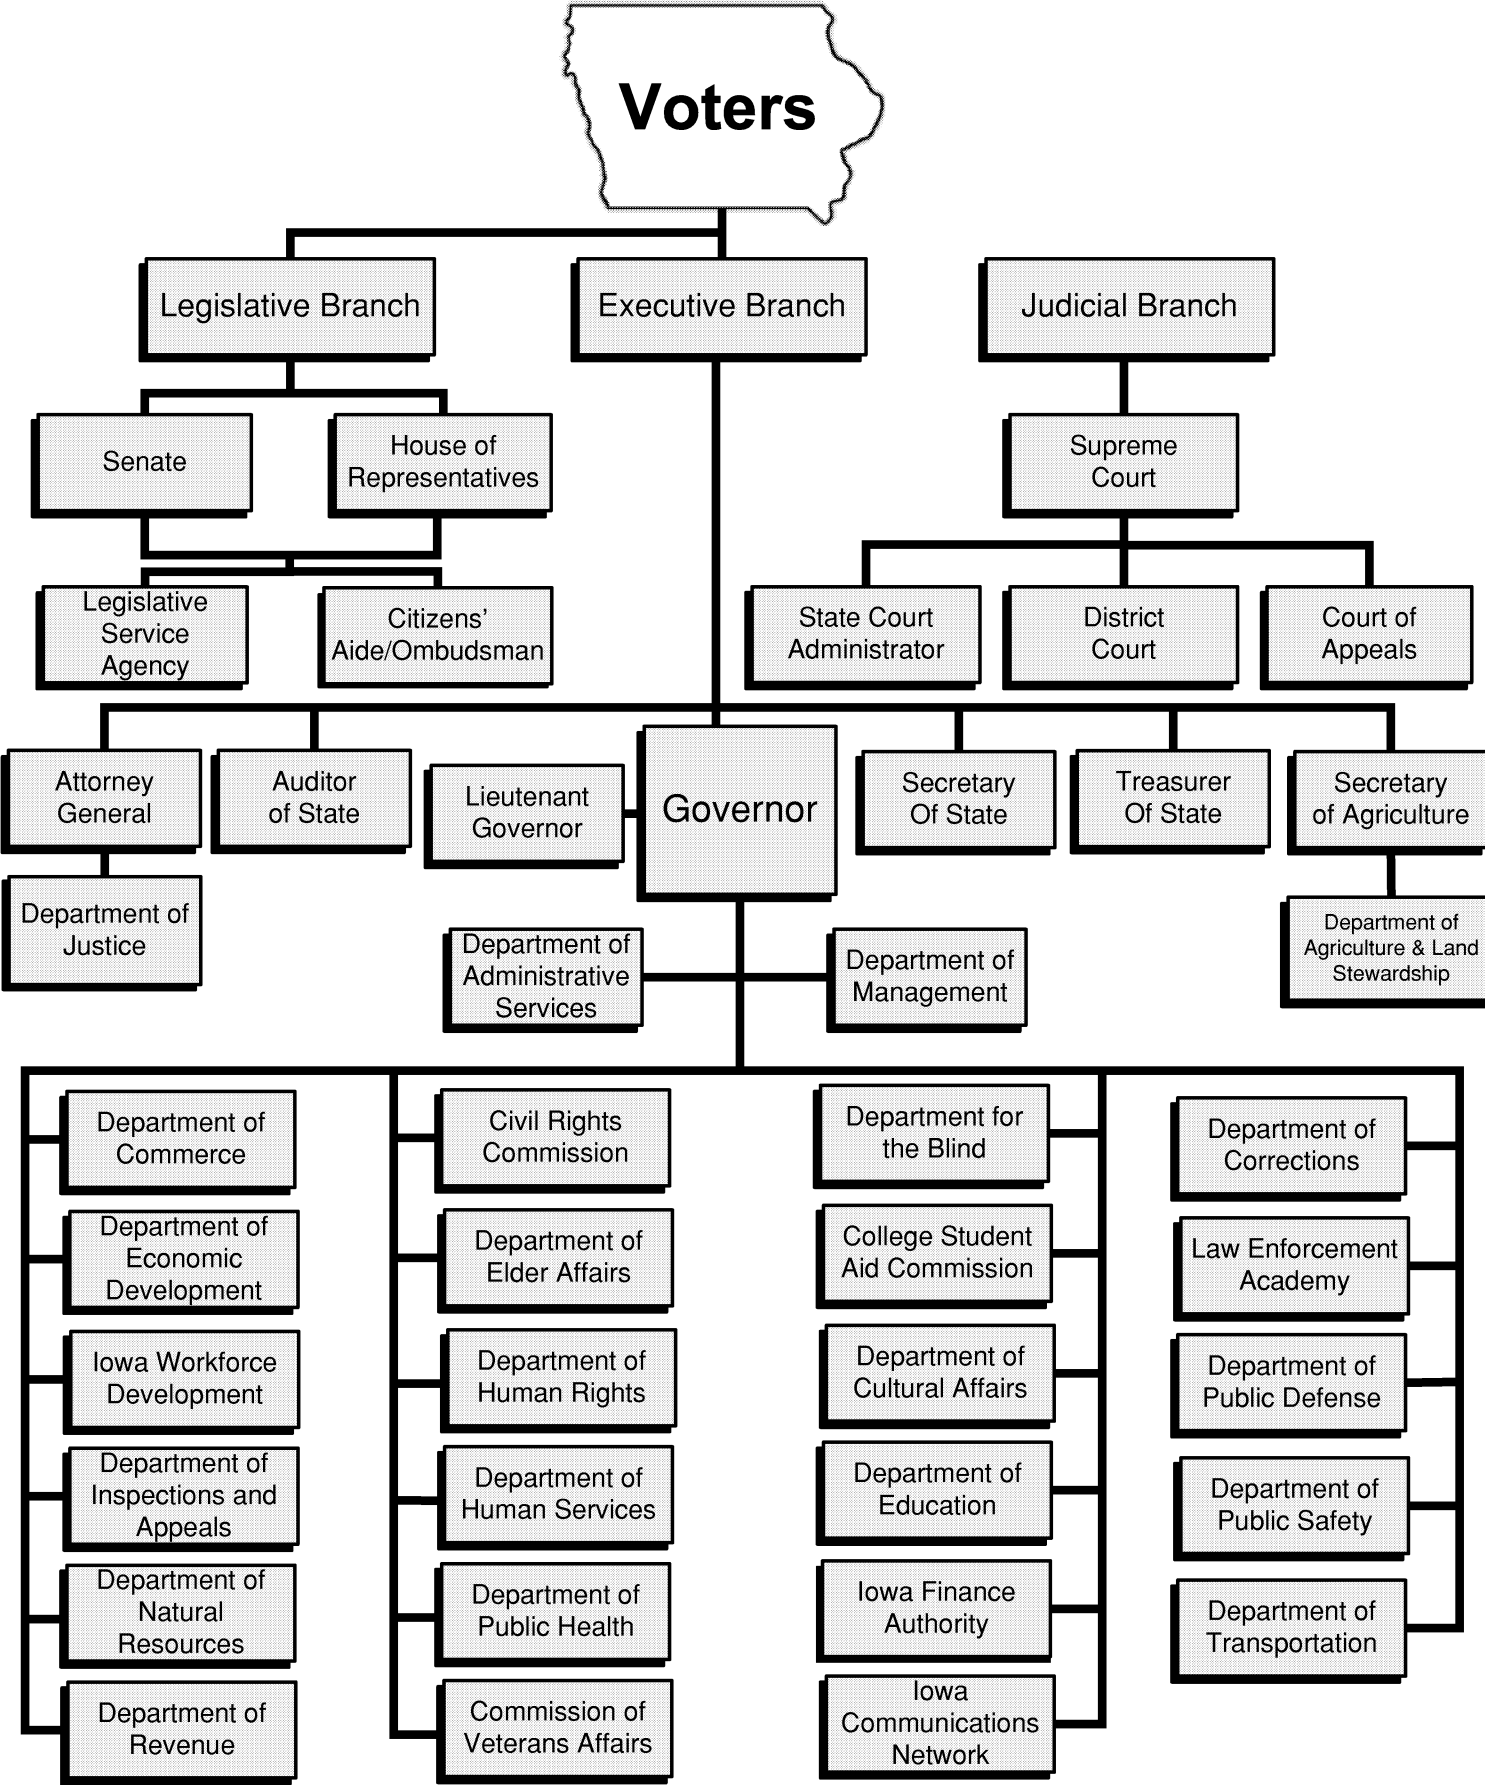 Voters
Legislative Branch
Executive Branch
Judicial Branch
Senate
House of
Representatives
Supreme
Court
Legislative
Service
Agency
Citizens’
Aide/Ombudsman
State Court
Administrator
District
Court
Court of
Appeals
Attorney
General
Auditor
of State
Lieutenant
Governor
Governor
Secretary
Of State
Treasurer
Of State
Secretary
of Agriculture
Department of
Justice
Department of
Agriculture & Land
Stewardship
Department of
Administrative
Services
Department of
Management
Department of
Commerce
Department of
Economic
Development
Iowa Workforce
Development
Department of
Inspections and
Appeals
Department of
Natural
Resources
Department of
Revenue
Civil Rights
Commission
Department of
Elder Affairs
Department of
Human Rights
Department of
Human Services
Department of
Public Health
Commission of
Veterans Affairs
Department for
the Blind
College Student
Aid Commission
Department of
Cultural Affairs
Department of
Education
Iowa Finance
Authority
Iowa
Communications
Network
Department of
Corrections
Law Enforcement
Academy
Department of
Public Defense
Department of
Public Safety
Department of
Transportation